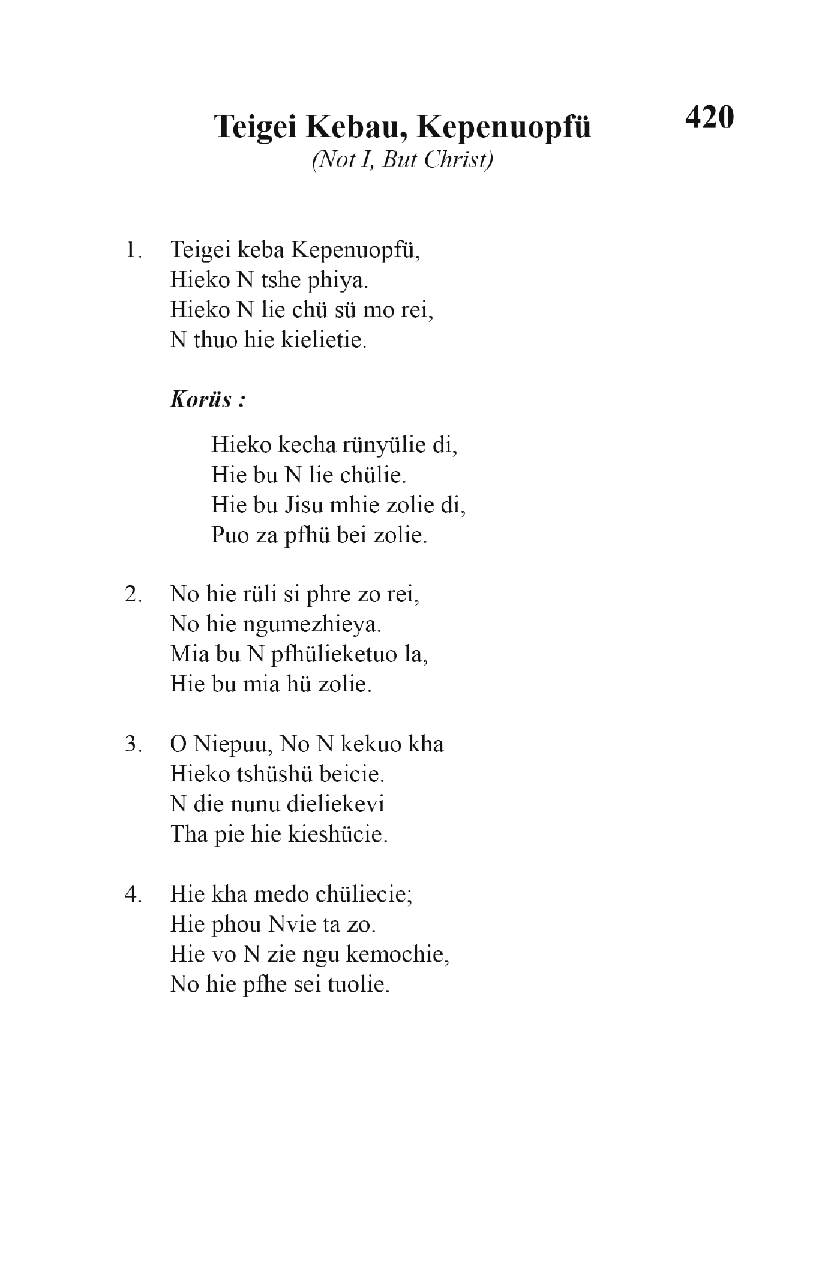 420
Teigei Kebau, Kepenuopfü
(Not I, But Christ)
1. Teigei keba Kepenuopfü,
Hieko N tshe phiya.
Hieko N lie chü sü mo rei,
N thuo hie kielietie.
Korüs :
Hieko kecha rünyülie di,
Hie bu N lie chülie.
Hie bu Jisu mhie zolie di,
Puo za pfhü bei zolie.
2. No hie rüli si phre zo rei,
No hie ngumezhieya.
Mia bu N pfhülieketuo la,
Hie bu mia hü zolie.
3. O Niepuu, No N kekuo kha
Hieko tshüshü beicie.
N die nunu dieliekevi
Tha pie hie kieshücie.
4. Hie kha medo chüliecie;
Hie phou Nvie ta zo.
Hie vo N zie ngu kemochie,
No hie pfhe sei tuolie.